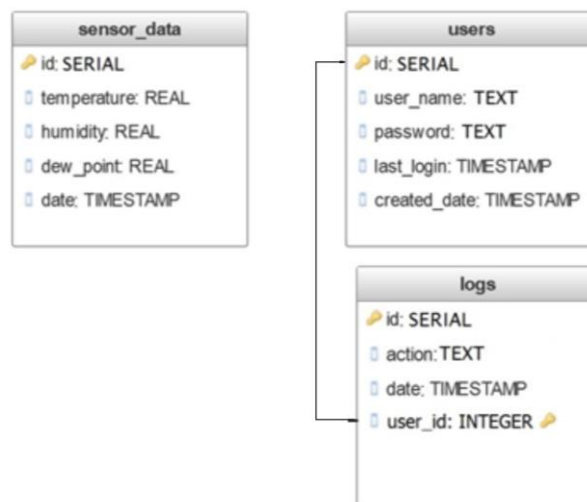 sensor_data
id: SERIAL
temperature: REAL
humidity: REAL
dew_point: REAL
date: TIMESTAMP
users
id: SERIAL
user_name: TEXT
password: TEXT
last_login: TIMESTAMP
created_date: TIMESTAMP
logs
id: SERIAL
action: TEXT
date: TIMESTAMP
user_id: INTEGER